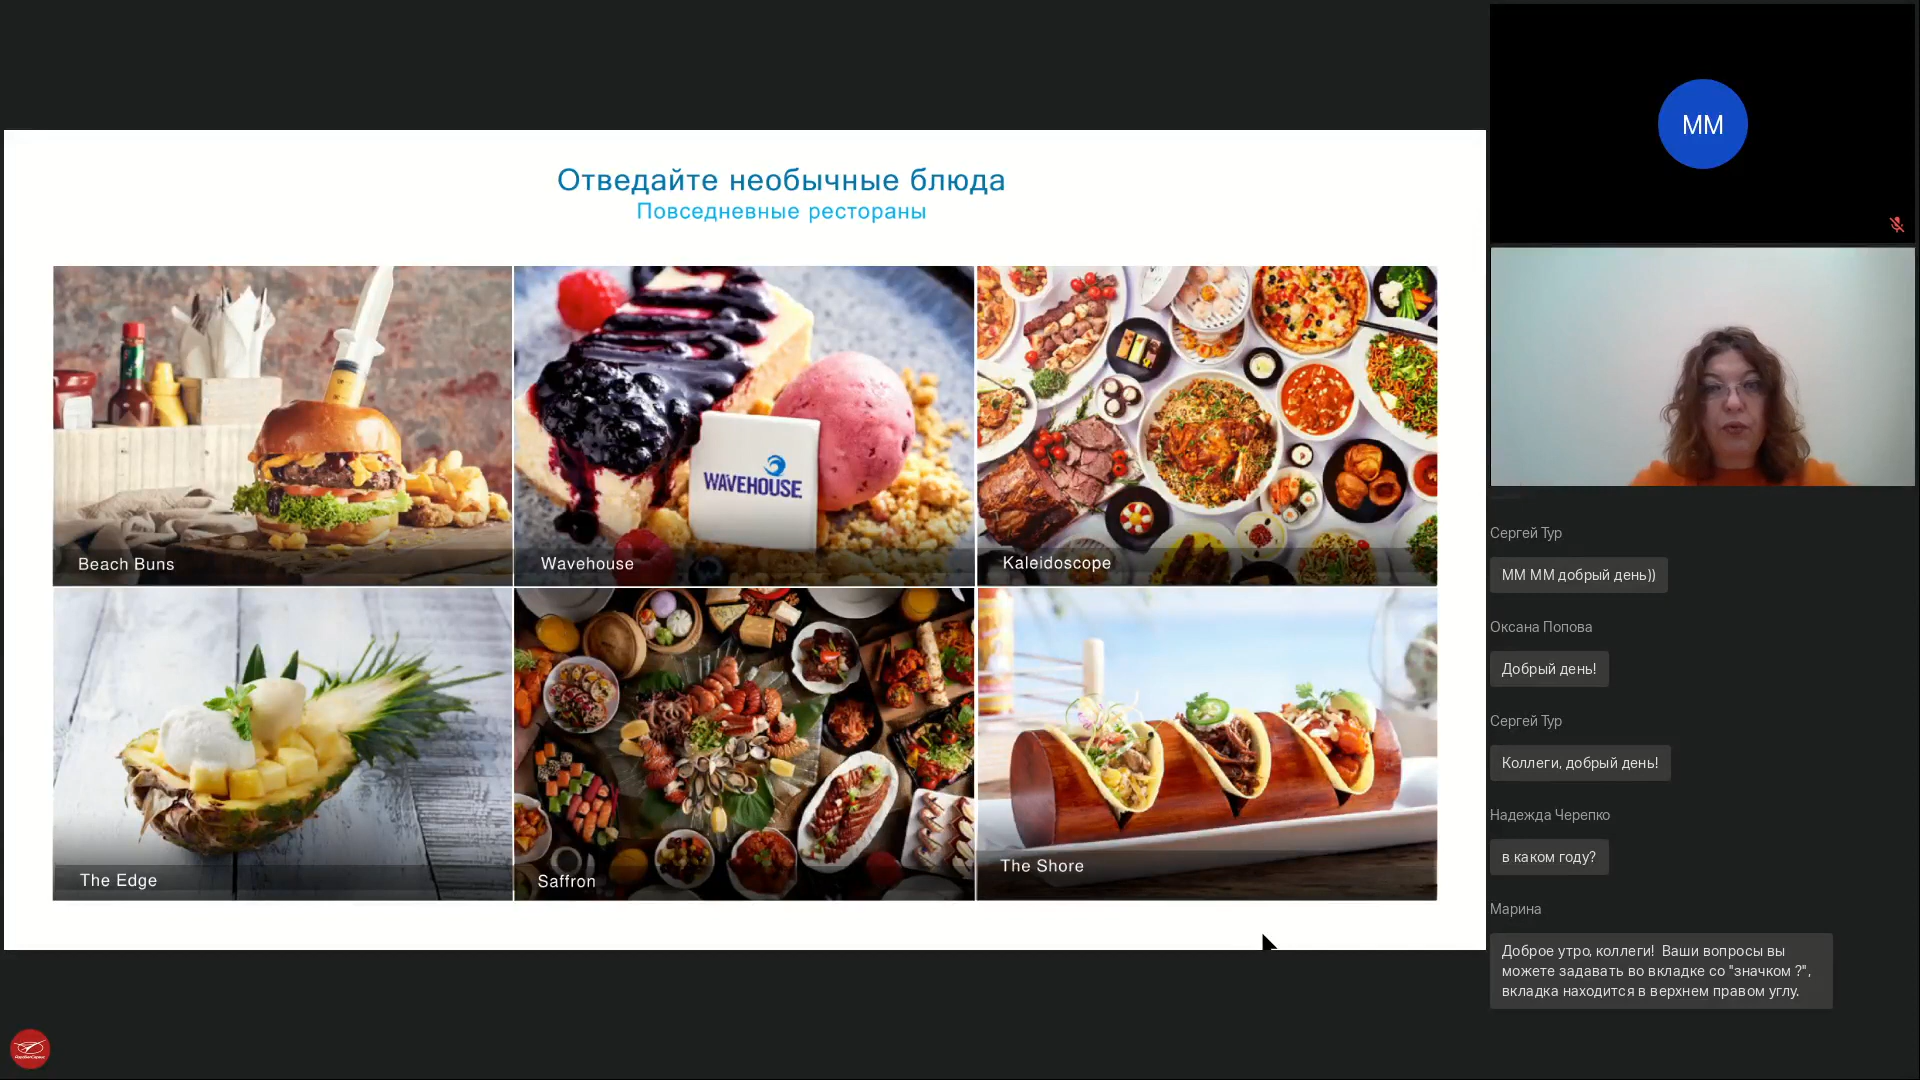 Отведайте необычные блюда
Повседневные рестораны
WAVEHOUSE
Beach Buns
Wavehouse
Kaleidoscope
The Edge
Saffron
The Shore
MM
Сергей Тур
ММ ММ добрый день))
Оксана Попова
Добрый день!
Сергей Тур
Коллеги, добрый день!
Надежда Черепко
в каком году?
Марина
Доброе утро, коллеги! Ваши вопросы вы
можете задавать во вкладке со "значком ?",
вкладка находится в верхнем правом углу.